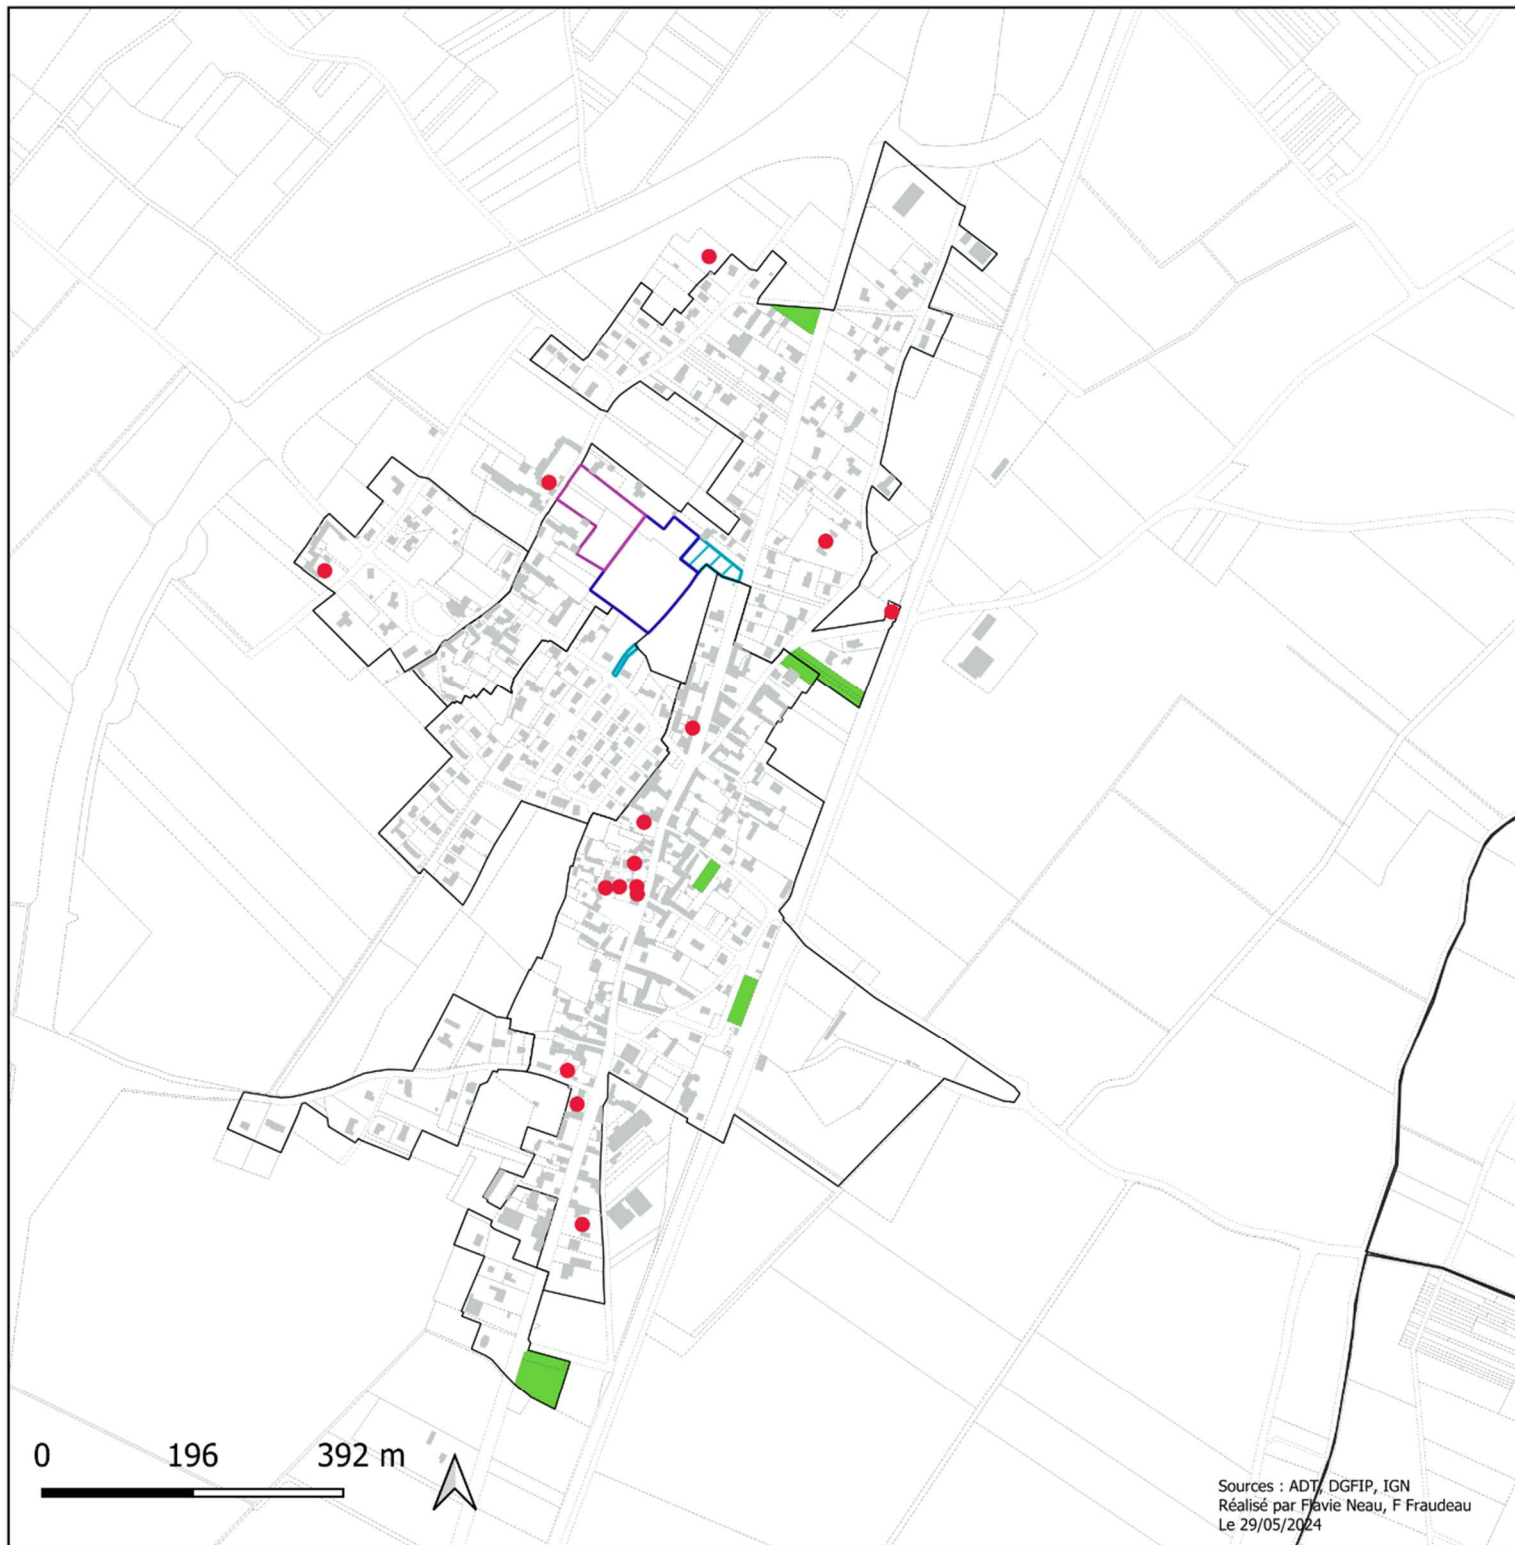 0 196 392 m
Sources : ADT, DGFIP, IGN
Réalisé par Flavie Neau, F Fraudeau
Le 29/05/2024